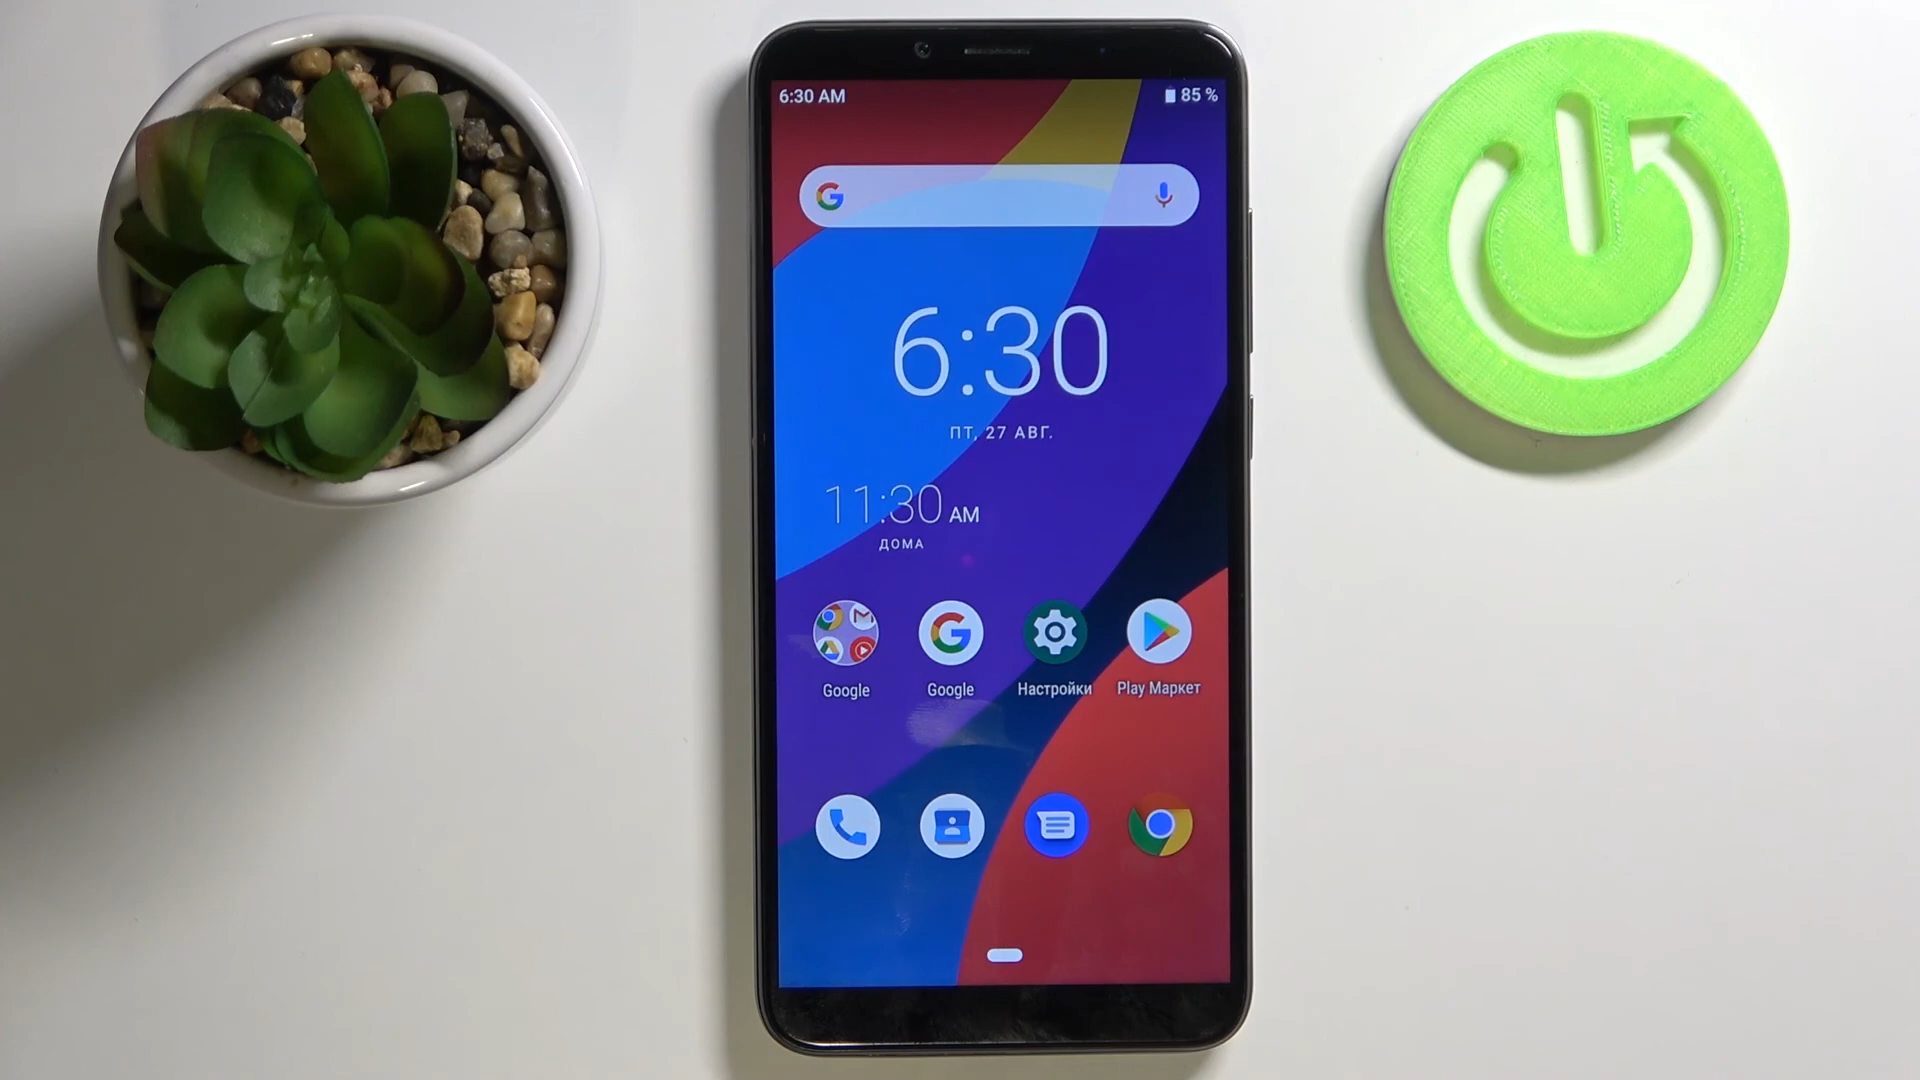 6:30 AM 85 %
6:30
ПТ, 27 АВГ.
11:30 AM
ДОМА
Google Google Настройки Play Маркет